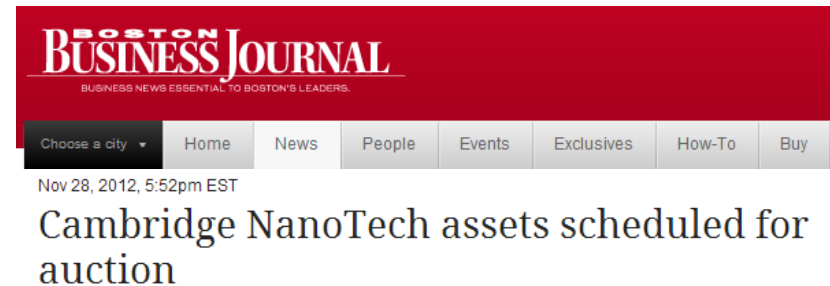 BOSTON
BUSINESS JOURNAL
BUSINESS NEWS ESSENTIAL TO BOSTON'S LEADERS.
Choose a city Home News People Events Exclusives How-To Buy
Nov 28, 2012, 5:52pm EST
Cambridge NanoTech assets scheduled for
auction